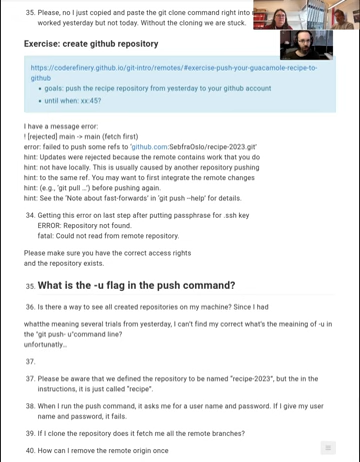 35. Please, no I just copied and paste the git clone command right into
worked yesterday but not today. Without the cloning we are stuck.
Exercise: create github repository
https://coderefinery.github.io/git-intro/remotes/#exercise-push-your-guacamole-recipe-to-
github
• goals: push the recipe repository from yesterday to your github account
• until when: xx:45?
I have a message error:
! [rejected] main -> main (fetch first)
error: failed to push some refs to 'github.com:SebfraOslo/recipe-2023.git'
hint: Updates were rejected because the remote contains work that you do
hint: not have locally. This is usually caused by another repository pushing
hint: to the same ref. You may want to first integrate the remote changes
hint: (e.g., 'git pull …') before pushing again.
hint: See the 'Note about fast-forwards' in 'git push --help' for details.
34. Getting this error on last step after putting passphrase for .ssh key
ERROR: Repository not found.
fatal: Could not read from remote repository.
Please make sure you have the correct access rights
and the repository exists.
35. What is the -u flag in the push command?
36. Is there a way to see all created repositories on my machine? Since I had
whatthe meaning several trials from yesterday, I can't find my correct what's the meaining of -u in
the "git push- u"command line?
unfortunatly…
37.
37. Please be aware that we defined the repository to be named "recipe-2023", but the in the
instructions, it is just called "recipe".
38. When I run the push command, it asks me for a user name and password. If I give my user
name and password, it fails.
39. If I clone the repository does it fetch me all the remote branches?
40. How can I remove the remote origin once